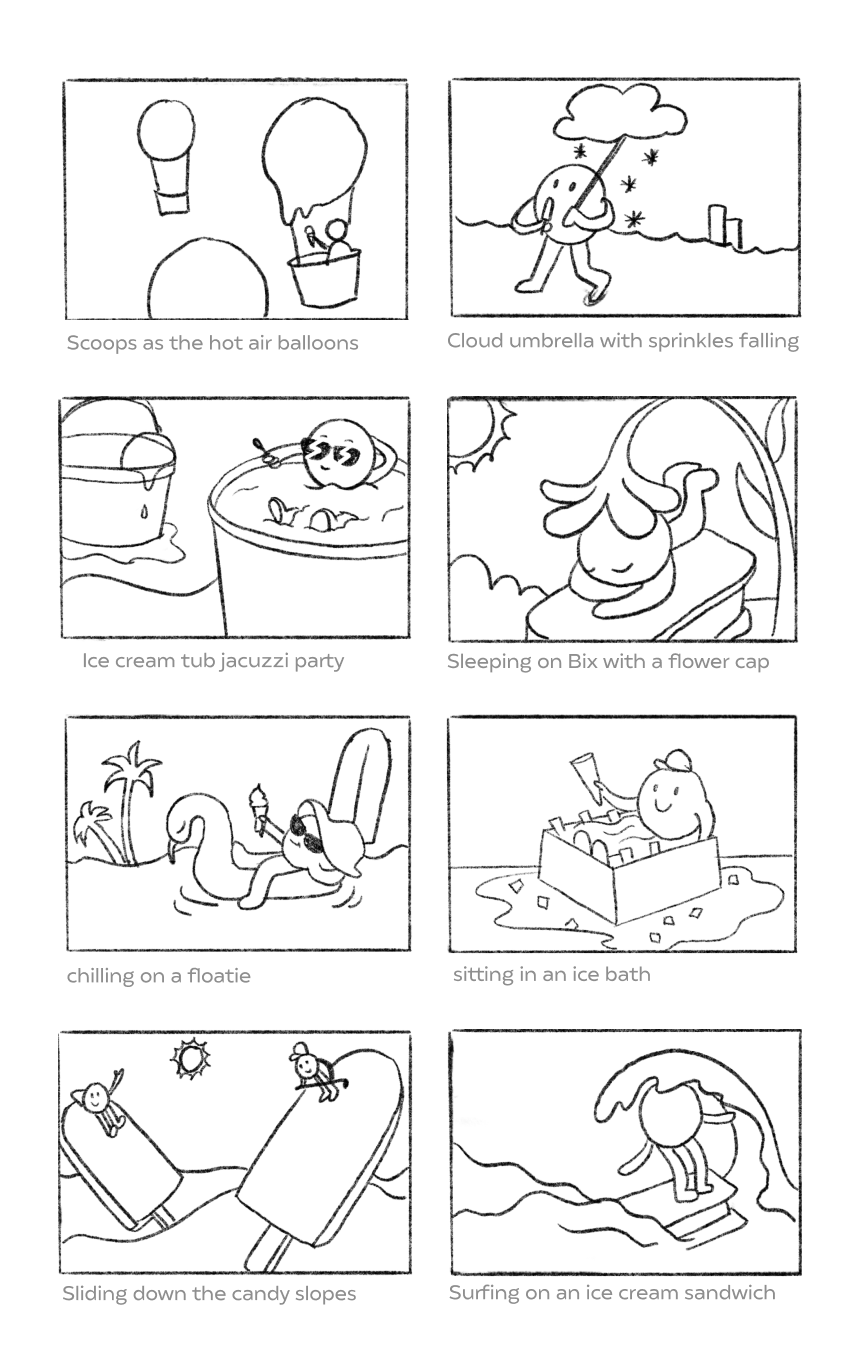 Scoops as the hot air balloons
Cloud umbrella with sprinkles falling
Ice cream tub jacuzzi party
Sleeping on Bix with a flower cap
chilling on a floatie
sitting in an ice bath
Sliding down the candy slopes
Surfing on an ice cream sandwich